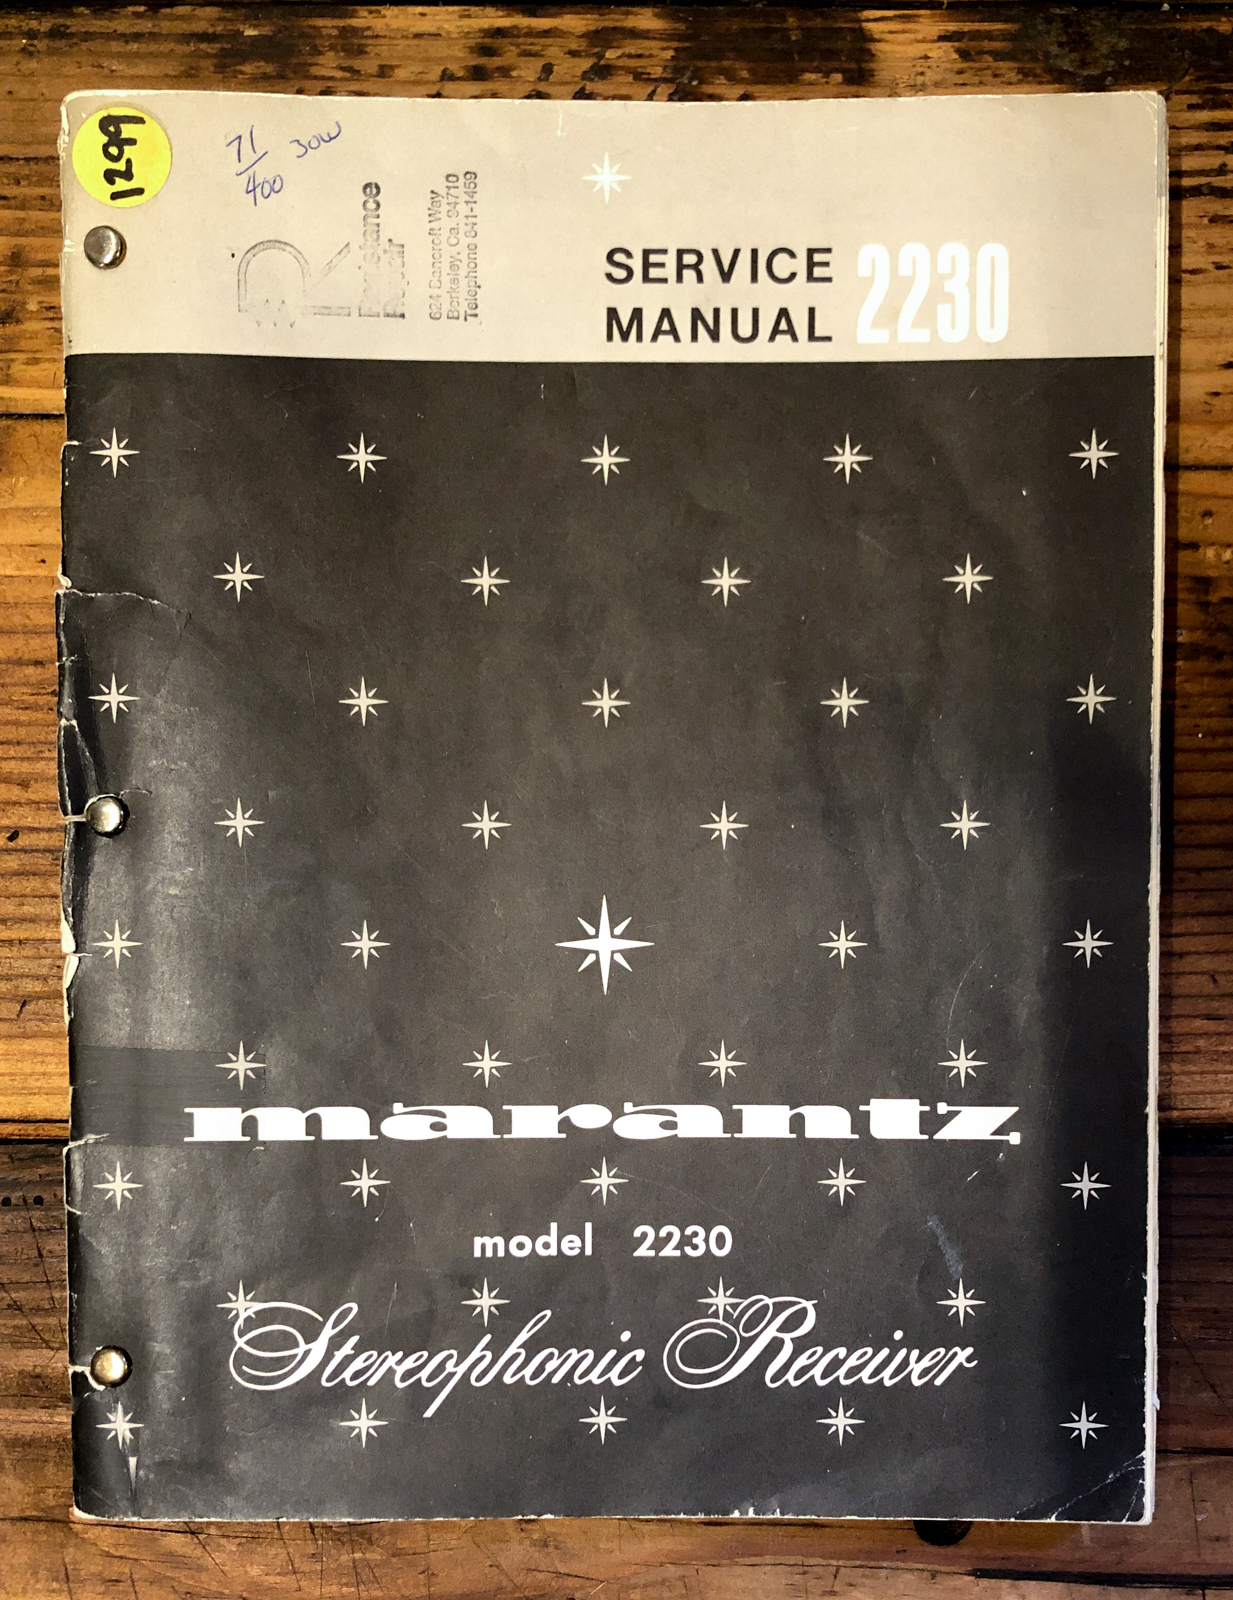 1299
71
400
30W
Resistance
Repair
624 Bancroft Way
Berkeley, Ca. 94710
Telephone 841-1459
SERVICE
MANUAL
2230
marantz
model 2230
Stereophonic Receiver